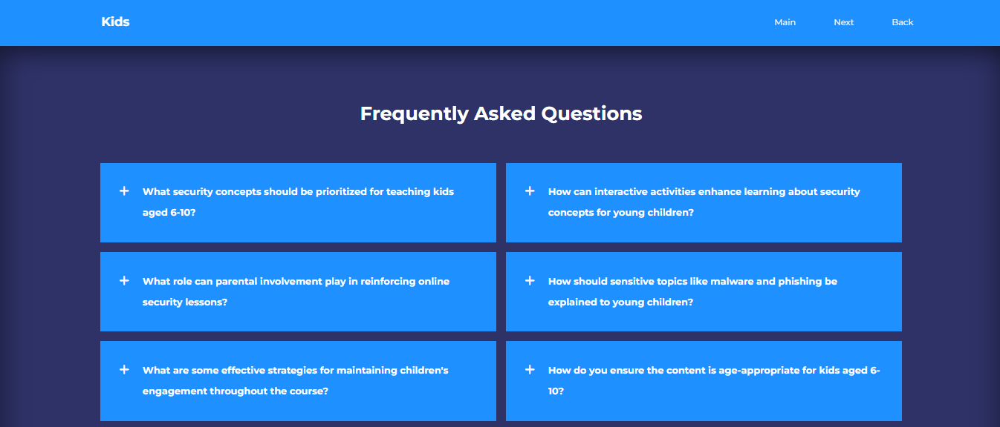 Kids
Main
Next
Back
Frequently Asked Questions
What security concepts should be prioritized for teaching kids
aged 6-10?
How can interactive activities enhance learning about security
concepts for young children?
What role can parental involvement play in reinforcing online
security lessons?
How should sensitive topics like malware and phishing be
explained to young children?
What are some effective strategies for maintaining children's
engagement throughout the course?
How do you ensure the content is age-appropriate for kids aged 6-
10?